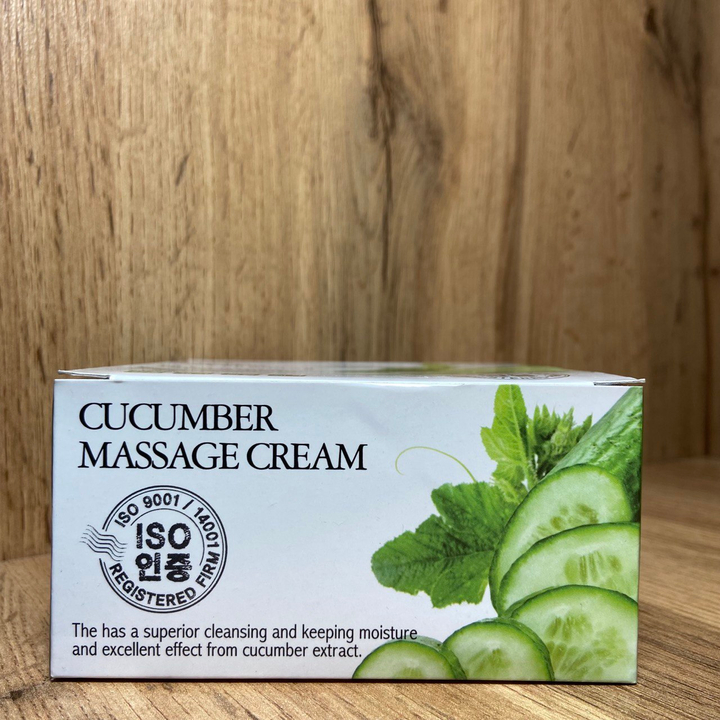 CUCUMBER
MASSAGE CREAM
ISO 9001 / 14001
ISO
인증
REGISTERED FIRM
The has a superior cleansing and keeping moisture
and excellent effect from cucumber extract.